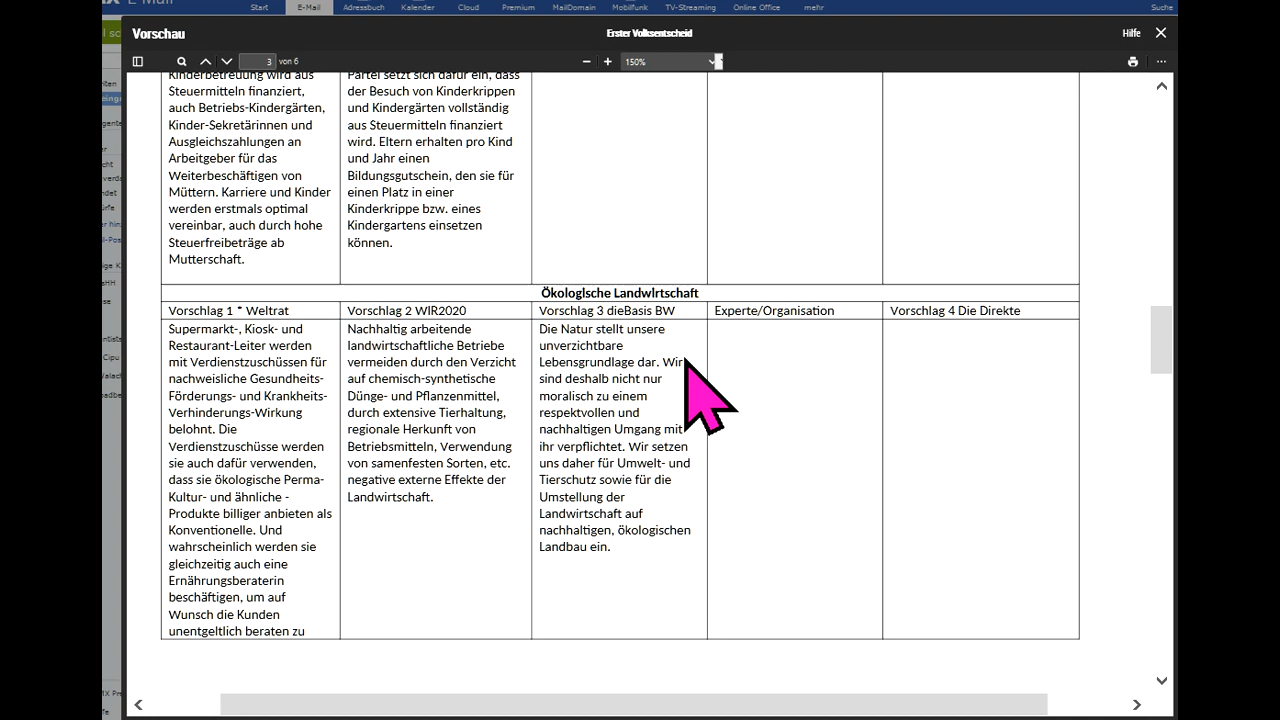 Start E-Mail Adressbuch Kalender Cloud Premium MailDomain Mobilfunk TV-Streaming Online Office mehr Suche
Vorschau Erster Volksentscheid Hilfe
3 von 6 150%
Kinderbetreuung wird aus
Steuermitteln finanziert,
auch Betriebs-Kindergärten,
Kinder-Sekretärinnen und
Ausgleichszahlungen an
Arbeitgeber für das
Weiterbeschäftigen von
Müttern. Karriere und Kinder
werden erstmals optimal
vereinbar, auch durch hohe
Steuerfreibeträge ab
Mutterschaft.
Partei setzt sich dafür ein, dass
der Besuch von Kinderkrippen
und Kindergärten vollständig
aus Steuermitteln finanziert
wird. Eltern erhalten pro Kind
und Jahr einen
Bildungsgutschein, den sie für
einen Platz in einer
Kinderkrippe bzw. eines
Kindergartens einsetzen
können.
Ökologische Landwirtschaft
Vorschlag 1 * Weltrat Vorschlag 2 WIR2020 Vorschlag 3 dieBasis BW Experte/Organisation Vorschlag 4 Die Direkte
Supermarkt-, Kiosk- und
Restaurant-Leiter werden
mit Verdienstzuschüssen für
nachweisliche Gesundheits-
Förderungs- und Krankheits-
Verhinderungs-Wirkung
belohnt. Die
Verdienstzuschüsse werden
sie auch dafür verwenden,
dass sie ökologische Perma-
Kultur- und ähnliche -
Produkte billiger anbieten als
Konventionelle. Und
wahrscheinlich werden sie
gleichzeitig auch eine
Ernährungsberaterin
beschäftigen, um auf
Wunsch die Kunden
unentgeltlich beraten zu
Nachhaltig arbeitende
landwirtschaftliche Betriebe
vermeiden durch den Verzicht
auf chemisch-synthetische
Dünge- und Pflanzenmittel,
durch extensive Tierhaltung,
regionale Herkunft von
Betriebsmitteln, Verwendung
von samenfesten Sorten, etc.
negative externe Effekte der
Landwirtschaft.
Die Natur stellt unsere
unverzichtbare
Lebensgrundlage dar. Wir
sind deshalb nicht nur
moralisch zu einem
respektvollen und
nachhaltigen Umgang mit
ihr verpflichtet. Wir setzen
uns daher für Umwelt- und
Tierschutz sowie für die
Umstellung der
Landwirtschaft auf
nachhaltigen, ökologischen
Landbau ein.